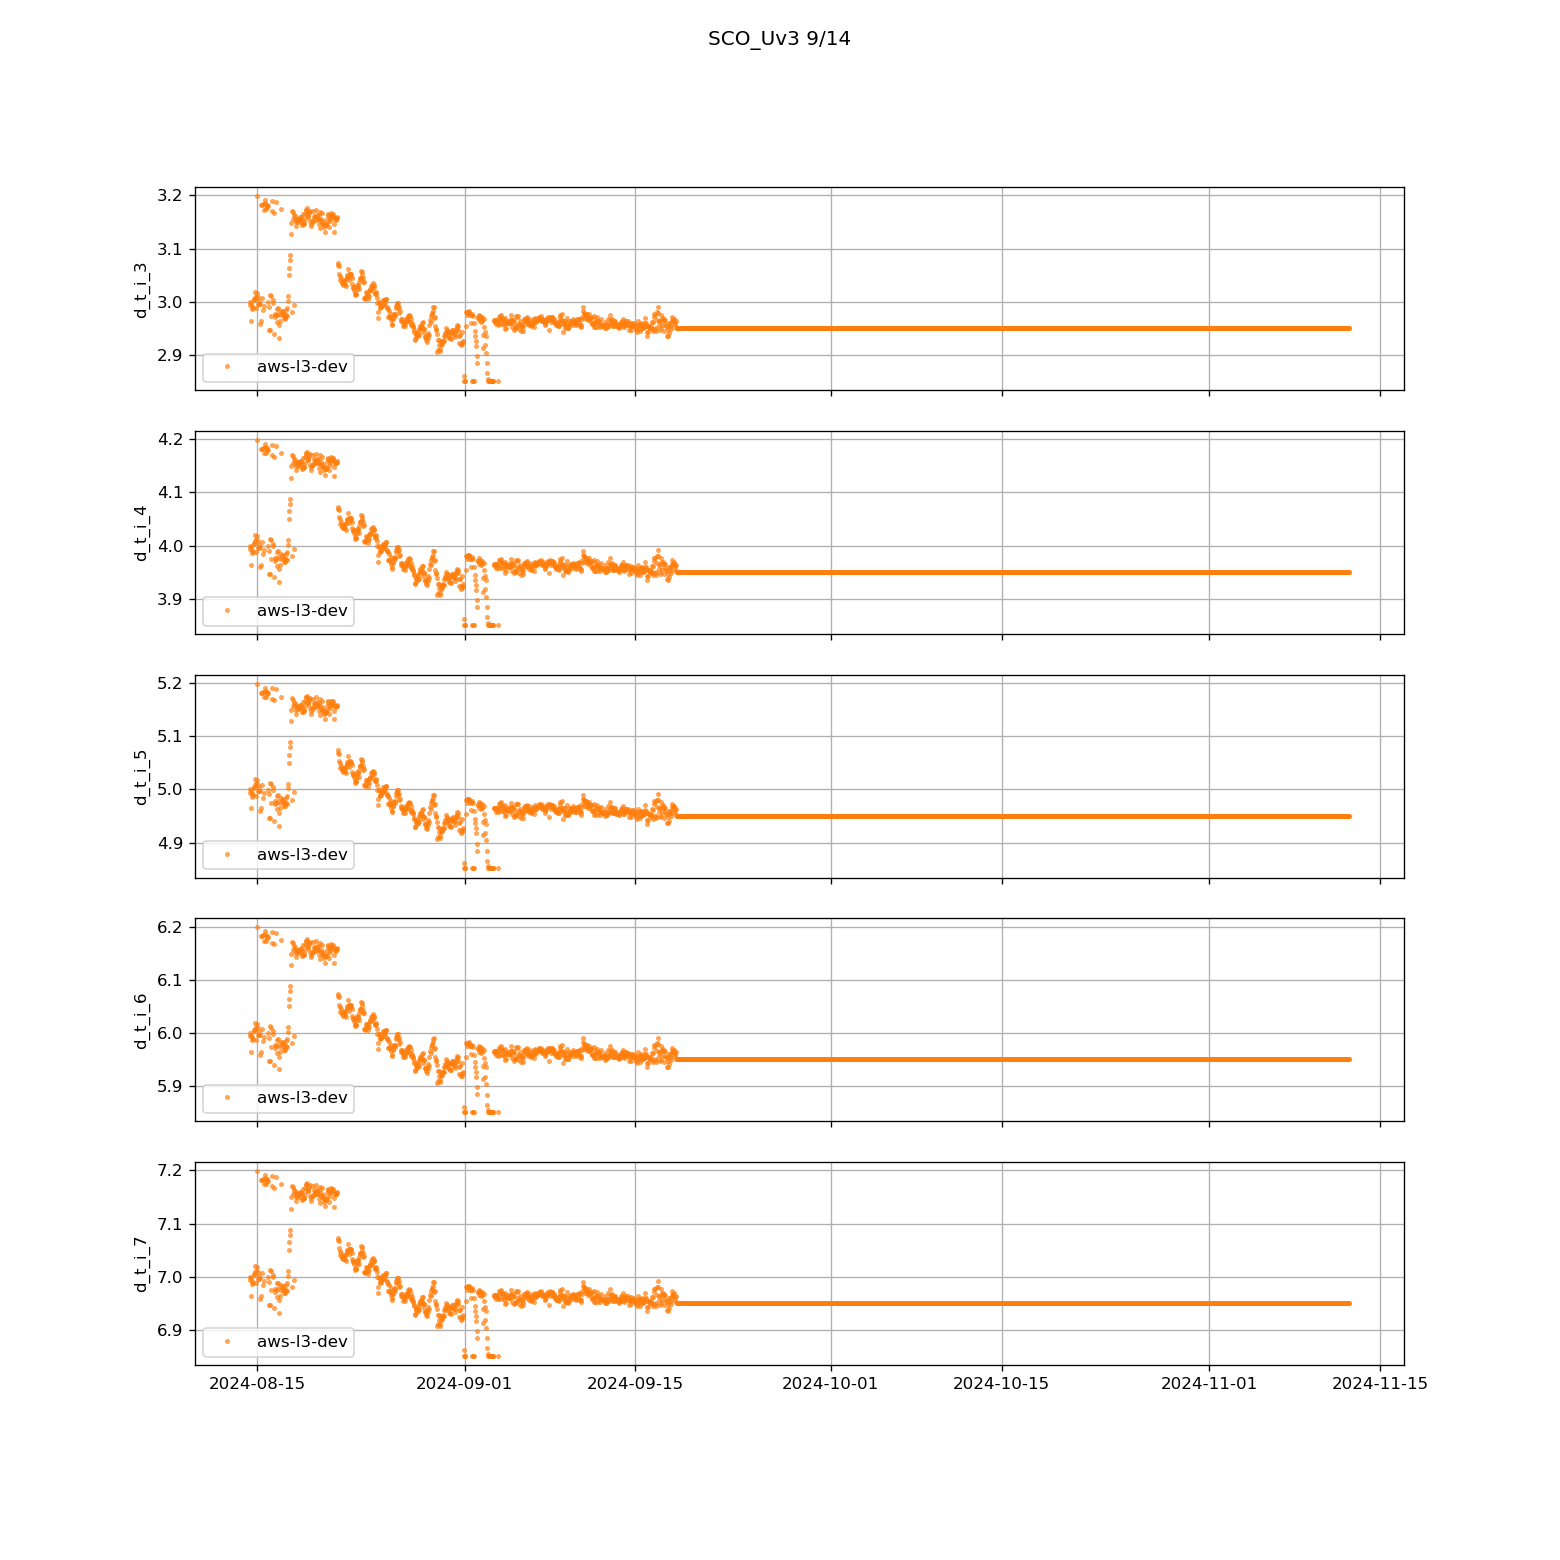 SCO_Uv3 9/14
3.2
3.1
3.0
2.9
d_t_i_3
aws-l3-dev
4.2
4.1
4.0
3.9
d_t_i_4
aws-l3-dev
5.2
5.1
5.0
4.9
d_t_i_5
aws-l3-dev
6.2
6.1
6.0
5.9
d_t_i_6
aws-l3-dev
7.2
7.1
7.0
6.9
d_t_i_7
aws-l3-dev
2024-08-15 2024-09-01 2024-09-15 2024-10-01 2024-10-15 2024-11-01 2024-11-15